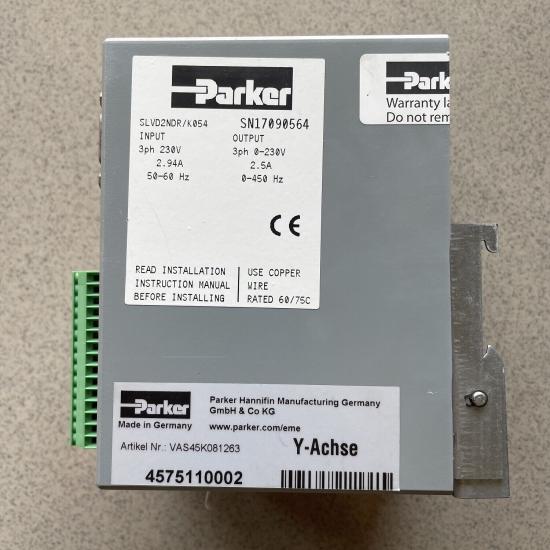 Parker
SLVD2NDR/K054 SN17090564
INPUT OUTPUT
3ph 230V 3ph 0-230V
2.94A 2.5A
50-60 Hz 0-450 Hz
CE
READ INSTALLATION
INSTRUCTION MANUAL
BEFORE INSTALLING
USE COPPER
WIRE
RATED 60/75C
Warranty
Do not
Parker
Made in Germany
Parker Hannifin Manufacturing Germany
GmbH & Co KG
www.parker.com/eme
Artikel Nr.: VAS45K081263
Y-Achse
4575110002